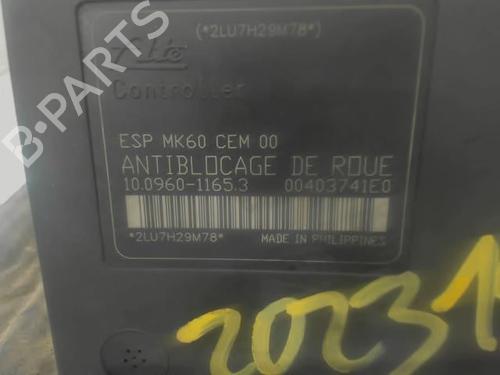 (*2LU7H29M78*)
Ate
Controller
ESP MK60 CEM 00
ANTIBLOCAGE DE ROUE
10.0960-1165.3 00403741E0
*2LU7H29M78* MADE IN PHILIPPINES
20231
B-PARTS